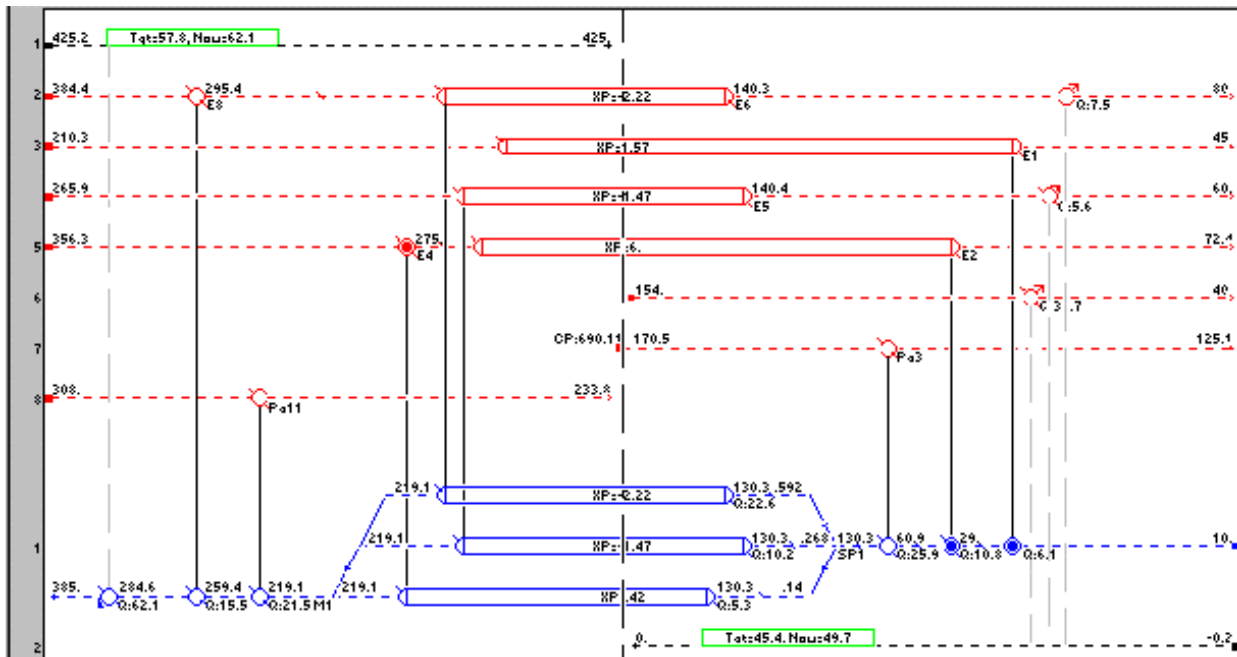 1 425.2 Tgt:57.8, Now:62.1 425.
2 384.4 295.4 E8 XP:42.22 140.3 E6 Q:7.5 80.
3 210.3 XP:1.57 E1 45.
265.9 XP:41.47 140.4 E5 :5.6 60.
5 356.3 275. E4 XP:6. E2 72.4
6 154. .7 40.
7 CP:690.11 170.5 Pa3 125.1
8 308. Pa11 233.8
219.1 XP:42.22 130.3 .592
Q:22.6
1 219.1 XP:41.47 130.3 .268 130.3 60.9 29. 10.
Q:10.2 SP1 Q:25.9 Q:10.8 Q:6.1
385. 284.6 259.4 219.1 219.1 XP:.42 130.3 .14
Q:62.1 Q:15.5 Q:21.5 M1 Q:5.3
2 0. Tgt:45.4, Now:49.7 -0.2